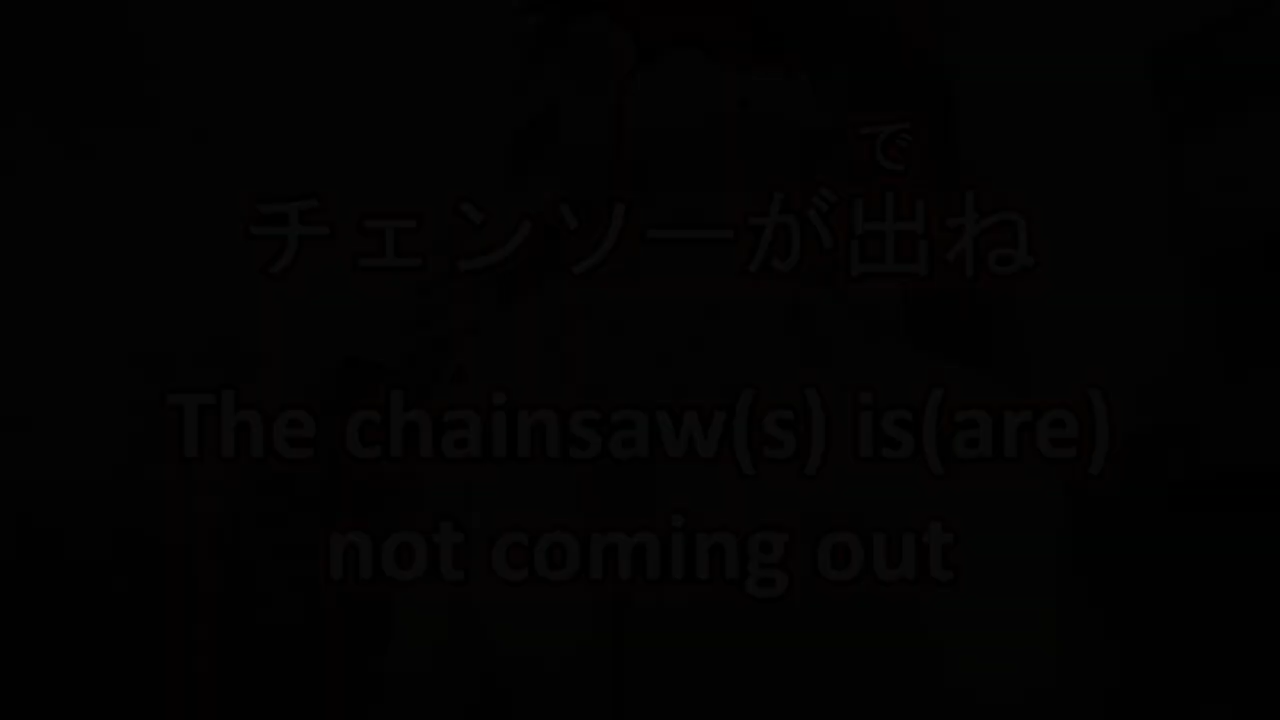 で
チェンソーが出ね
The chainsaw(s) is(are)
not coming out